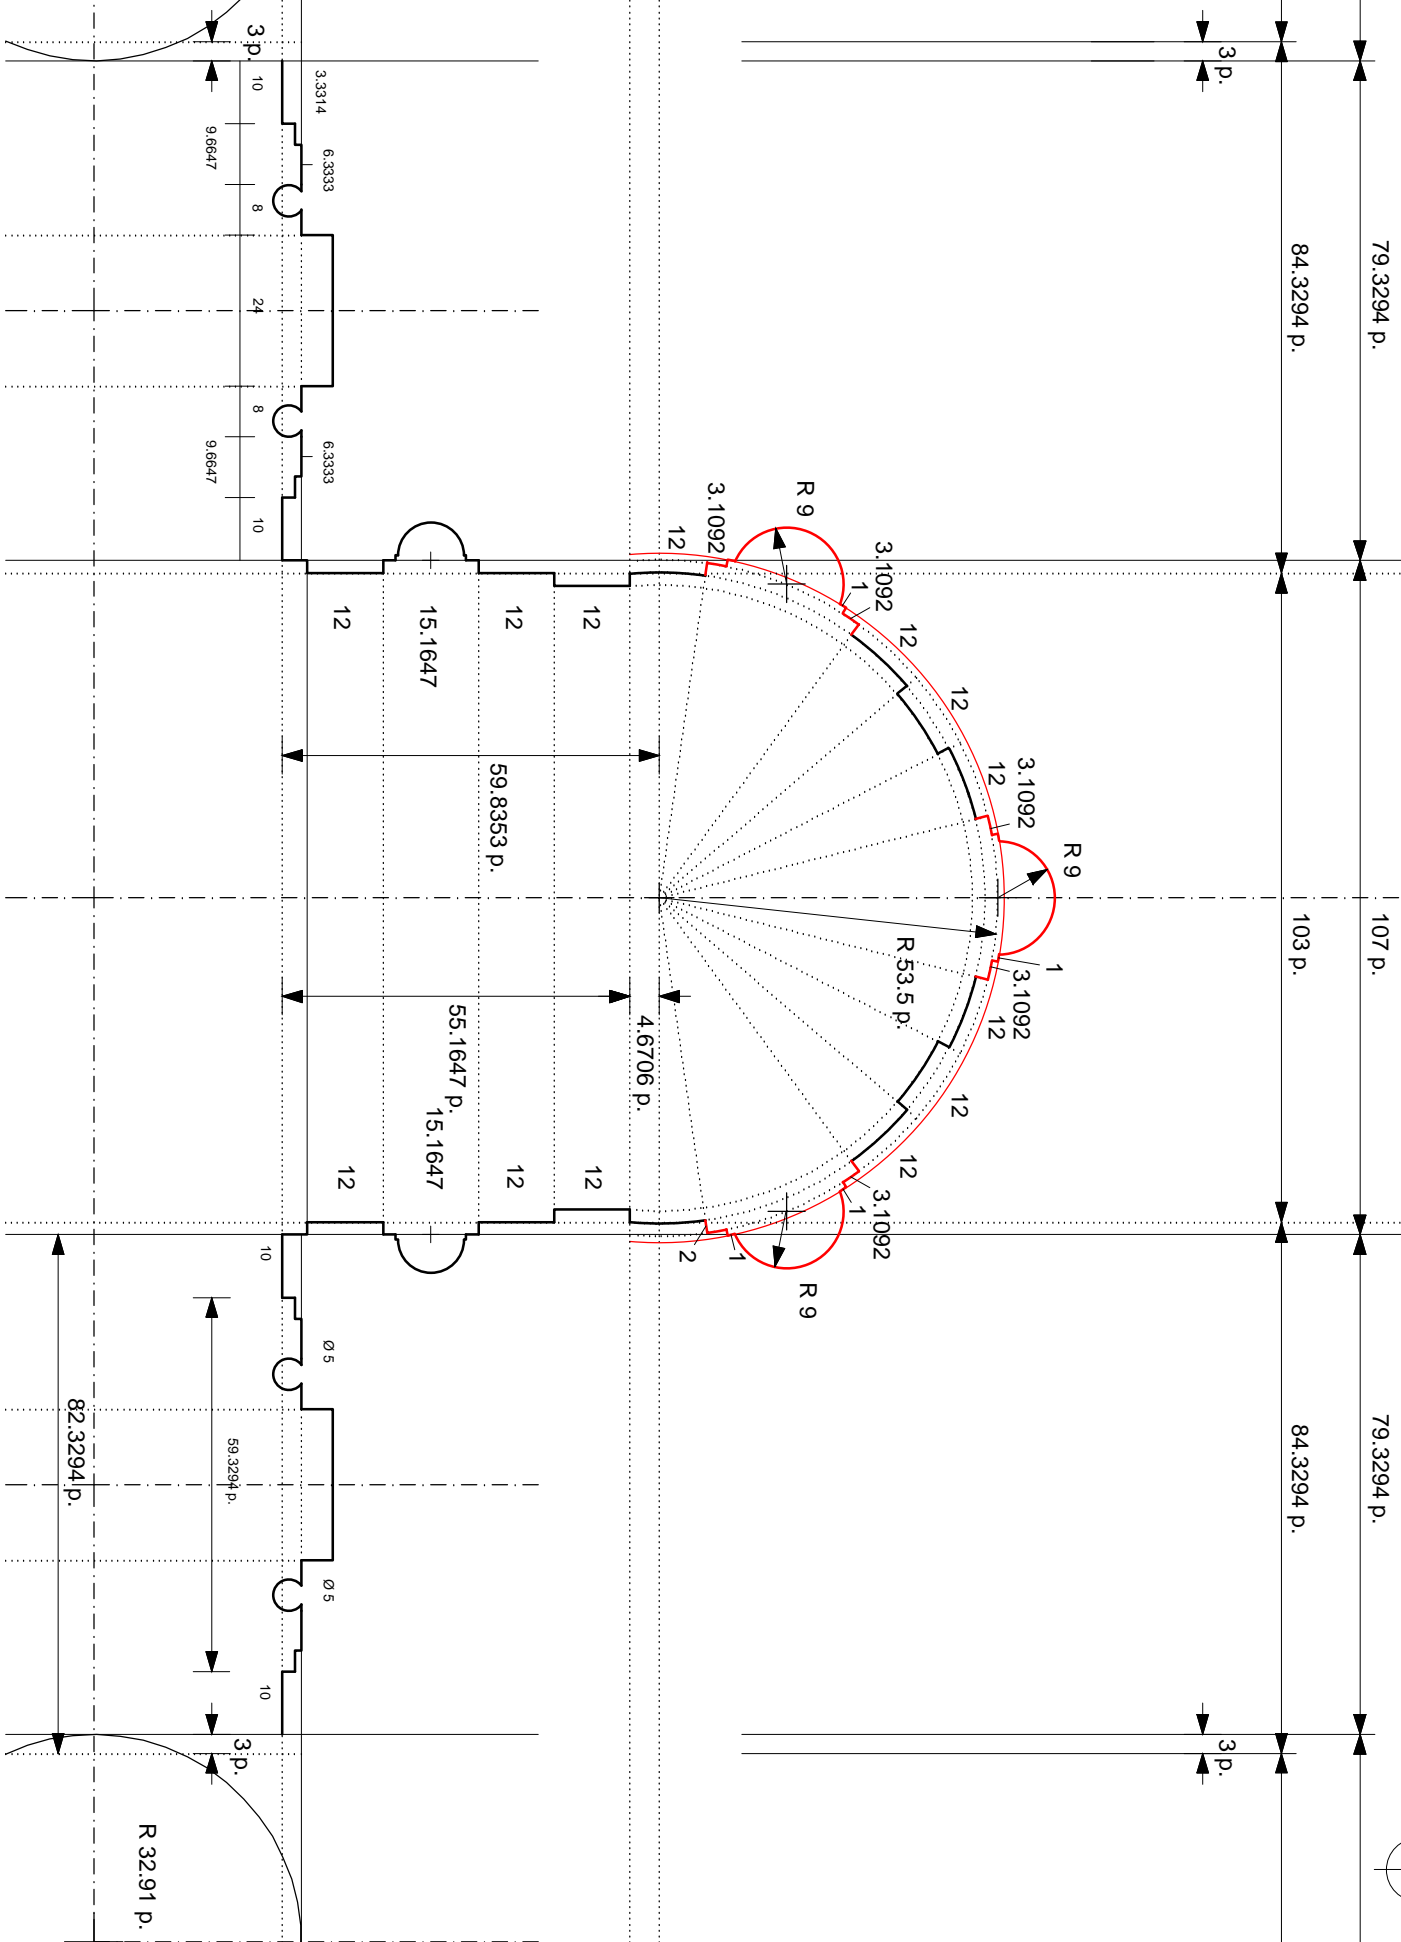 79.3294 p.
107 p.
79.3294 p.
84.3294 p.
103 p.
84.3294 p.
3 p.
3 p.
R 9
1
3.1092
12
3.1092
12
12
12
12
12
R 53.5 p.
3.1092
1
R 9
12
3.1092
R 9
3.1092
1
1
2
R 9
4.6706 p.
12
12
12
12
59.8353 p.
55.1647 p.
15.1647
15.1647
12
12
3.3314
6.3333
6.3333
Ø 5
Ø 5
3 p.
10
8
24
8
10
10
10
3 p.
9.6647
9.6647
59.3294 p.
R 32.91 p.
82.3294 p.